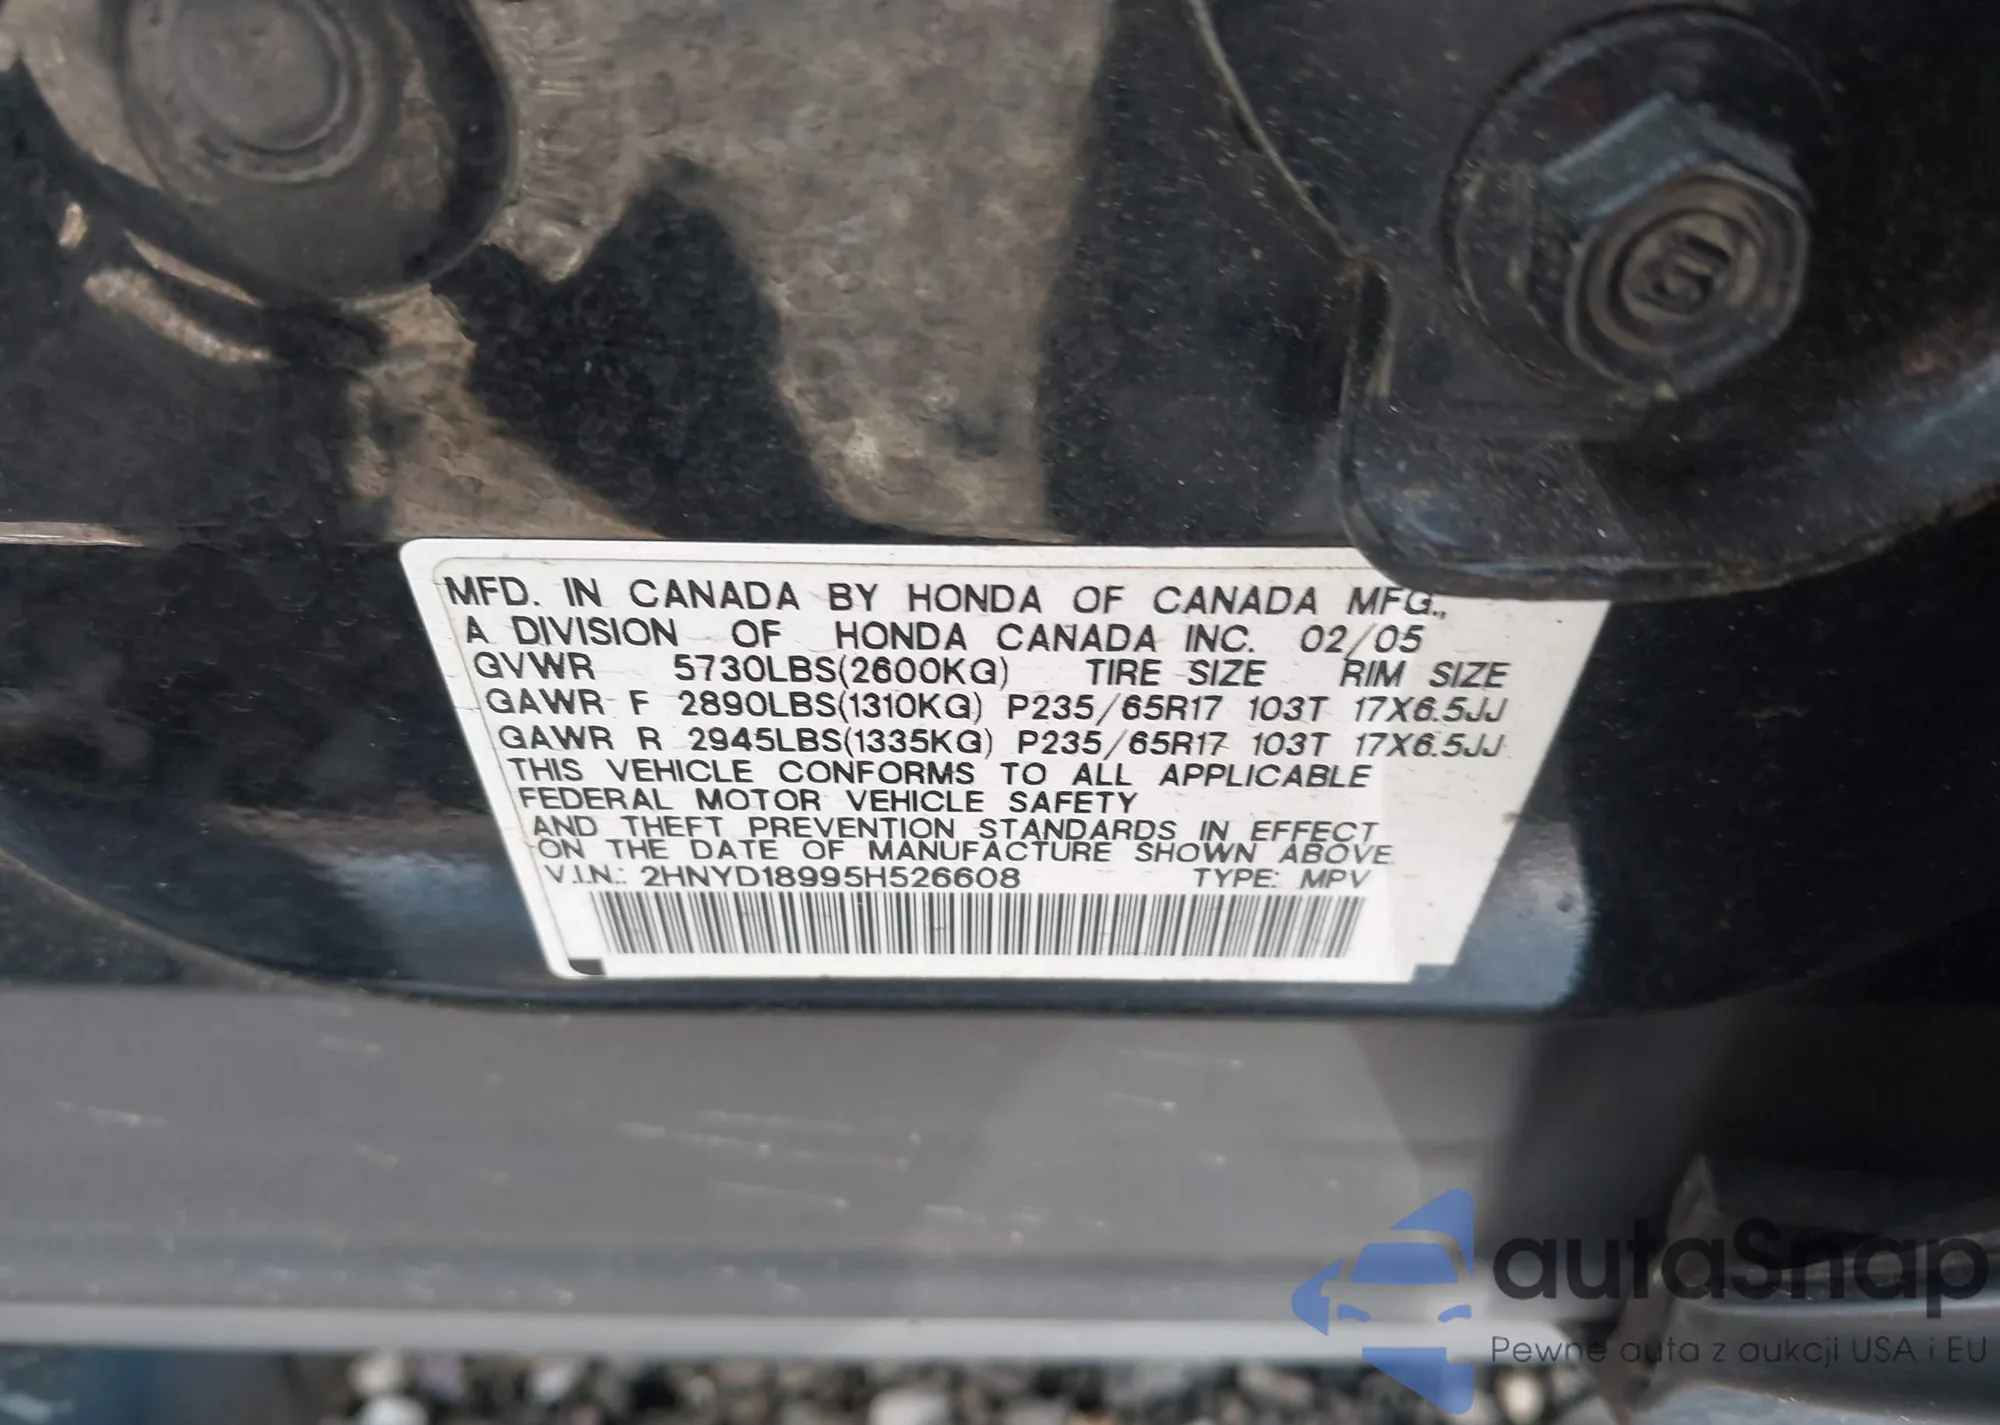 MFD. IN CANADA BY HONDA OF CANADA MFG.,
A DIVISION OF HONDA CANADA INC. 02/05
GVWR 5730LBS(2600KG) TIRE SIZE RIM SIZE
GAWR F 2890LBS(1310KG) P235/65R17 103T 17X6.5JJ
GAWR R 2945LBS(1335KG) P235/65R17 103T 17X6.5JJ
THIS VEHICLE CONFORMS TO ALL APPLICABLE
FEDERAL MOTOR VEHICLE SAFETY
AND THEFT PREVENTION STANDARDS IN EFFECT
ON THE DATE OF MANUFACTURE SHOWN ABOVE
V.I.N.: 2HNYD18995H526608 TYPE: MPV
autaSnap
Pewne auta z aukcji USA i EU